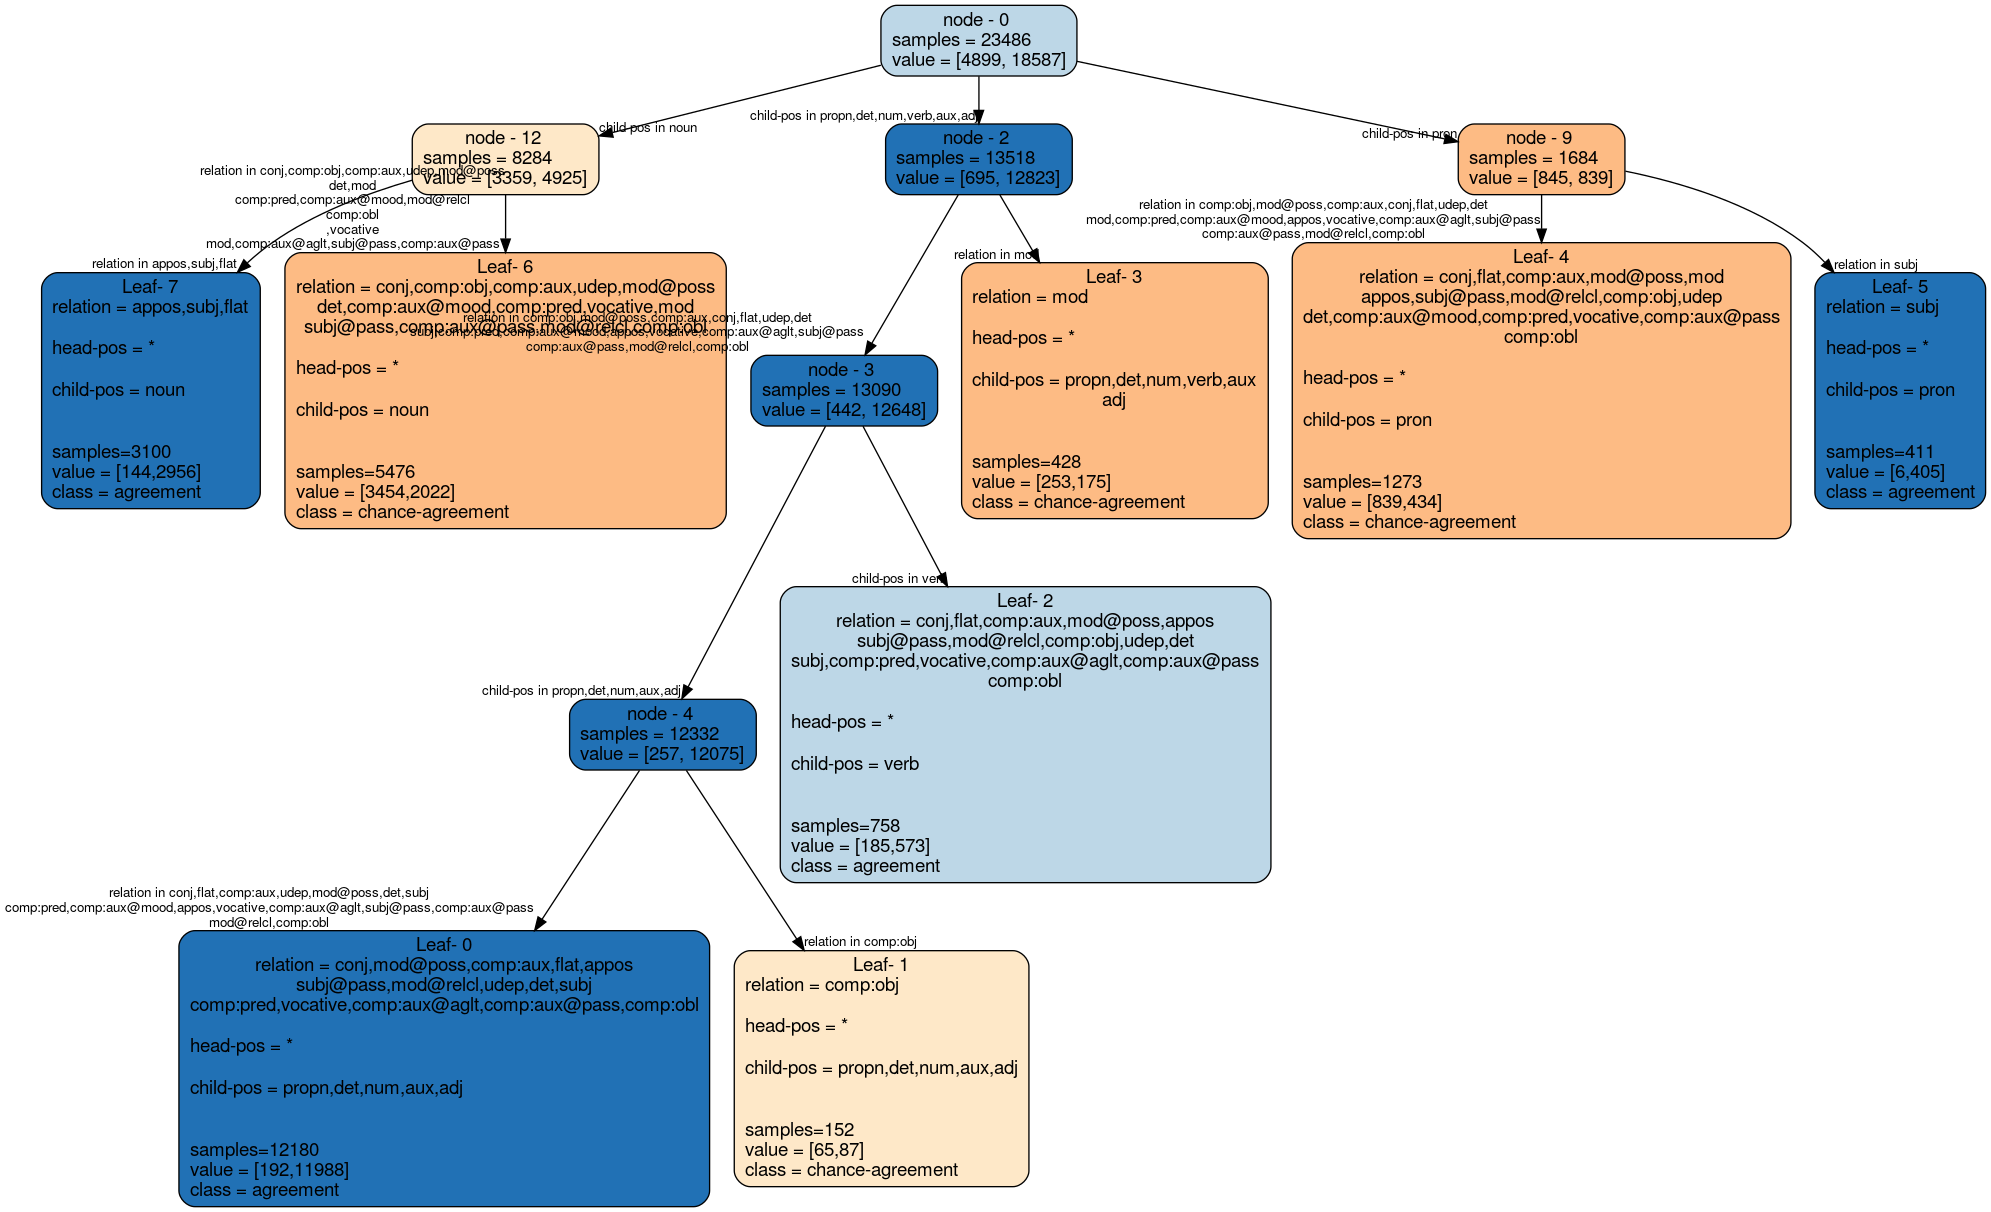 node - 0
samples = 23486
value = [4899, 18587]
child-pos in noun
child-pos in propn,det,num,verb,aux,adj
child-pos in pron
node - 12
samples = 8284
value = [3359, 4925]
node - 2
samples = 13518
value = [695, 12823]
node - 9
samples = 1684
value = [845, 839]
relation in conj,comp:obj,comp:aux,udep,mod@poss
det,mod
comp:pred,comp:aux@mood,mod@relcl
comp:obl
,vocative
mod,comp:aux@aglt,subj@pass,comp:aux@pass
relation in appos,subj,flat
relation in mod
relation in comp:obj,mod@poss,comp:aux,conj,flat,udep,det
mod,comp:pred,comp:aux@mood,appos,vocative,comp:aux@aglt,subj@pass
comp:aux@pass,mod@relcl,comp:obl
relation in subj
Leaf- 7
relation = appos,subj,flat
head-pos = *
child-pos = noun
samples=3100
value = [144,2956]
class = agreement
Leaf- 6
relation = conj,comp:obj,comp:aux,udep,mod@poss
det,comp:aux@mood,comp:pred,vocative,mod
subj@pass,comp:aux@pass,mod@relcl,comp:obl
head-pos = *
child-pos = noun
samples=5476
value = [3454,2022]
class = chance-agreement
relation in comp:obj,mod@poss,comp:aux,conj,flat,udep,det
subj,comp:pred,comp:aux@mood,appos,vocative,comp:aux@aglt,subj@pass
comp:aux@pass,mod@relcl,comp:obl
node - 3
samples = 13090
value = [442, 12648]
Leaf- 3
relation = mod
head-pos = *
child-pos = propn,det,num,verb,aux
adj
samples=428
value = [253,175]
class = chance-agreement
Leaf- 4
relation = conj,flat,comp:aux,mod@poss,mod
appos,subj@pass,mod@relcl,comp:obj,udep
det,comp:aux@mood,comp:pred,vocative,comp:aux@pass
comp:obl
head-pos = *
child-pos = pron
samples=1273
value = [839,434]
class = chance-agreement
Leaf- 5
relation = subj
head-pos = *
child-pos = pron
samples=411
value = [6,405]
class = agreement
child-pos in propn,det,num,aux,adj
child-pos in verb
node - 4
samples = 12332
value = [257, 12075]
Leaf- 2
relation = conj,flat,comp:aux,mod@poss,appos
subj@pass,mod@relcl,comp:obj,udep,det
subj,comp:pred,vocative,comp:aux@aglt,comp:aux@pass
comp:obl
head-pos = *
child-pos = verb
samples=758
value = [185,573]
class = agreement
relation in conj,flat,comp:aux,udep,mod@poss,det,subj
comp:pred,comp:aux@mood,appos,vocative,comp:aux@aglt,subj@pass,comp:aux@pass
mod@relcl,comp:obl
relation in comp:obj
Leaf- 0
relation = conj,mod@poss,comp:aux,flat,appos
subj@pass,mod@relcl,udep,det,subj
comp:pred,vocative,comp:aux@aglt,comp:aux@pass,comp:obl
head-pos = *
child-pos = propn,det,num,aux,adj
samples=12180
value = [192,11988]
class = agreement
Leaf- 1
relation = comp:obj
head-pos = *
child-pos = propn,det,num,aux,adj
samples=152
value = [65,87]
class = chance-agreement